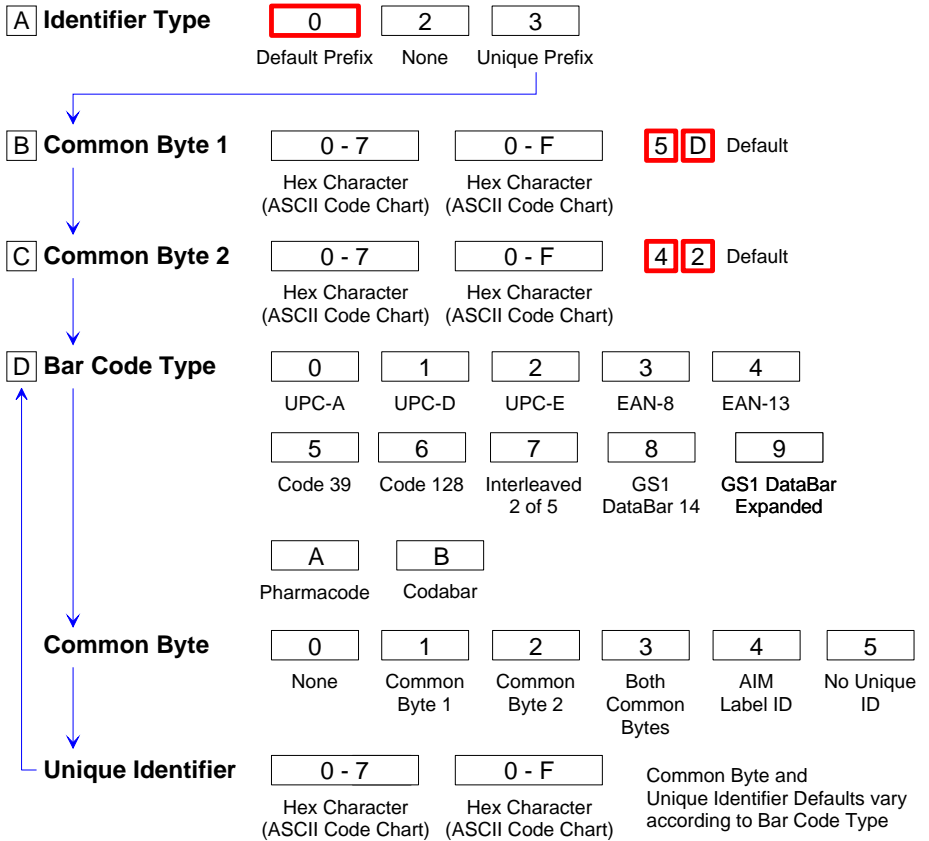 A Identifier Type 0 2 3
Default Prefix None Unique Prefix
B Common Byte 1 0 - 7 0 - F 5 D Default
Hex Character Hex Character
(ASCII Code Chart) (ASCII Code Chart)
C Common Byte 2 0 - 7 0 - F 4 2 Default
Hex Character Hex Character
(ASCII Code Chart) (ASCII Code Chart)
D Bar Code Type 0 1 2 3 4
UPC-A UPC-D UPC-E EAN-8 EAN-13
5 6 7 8 9
Code 39 Code 128 Interleaved GS1 GS1 DataBar
2 of 5 DataBar 14 Expanded
A B
Pharmacode Codabar
Common Byte 0 1 2 3 4 5
None Common Common Both AIM No Unique
Byte 1 Byte 2 Common Label ID ID
Bytes
Unique Identifier 0 - 7 0 - F Common Byte and
Unique Identifier Defaults vary
Hex Character Hex Character according to Bar Code Type
(ASCII Code Chart) (ASCII Code Chart)